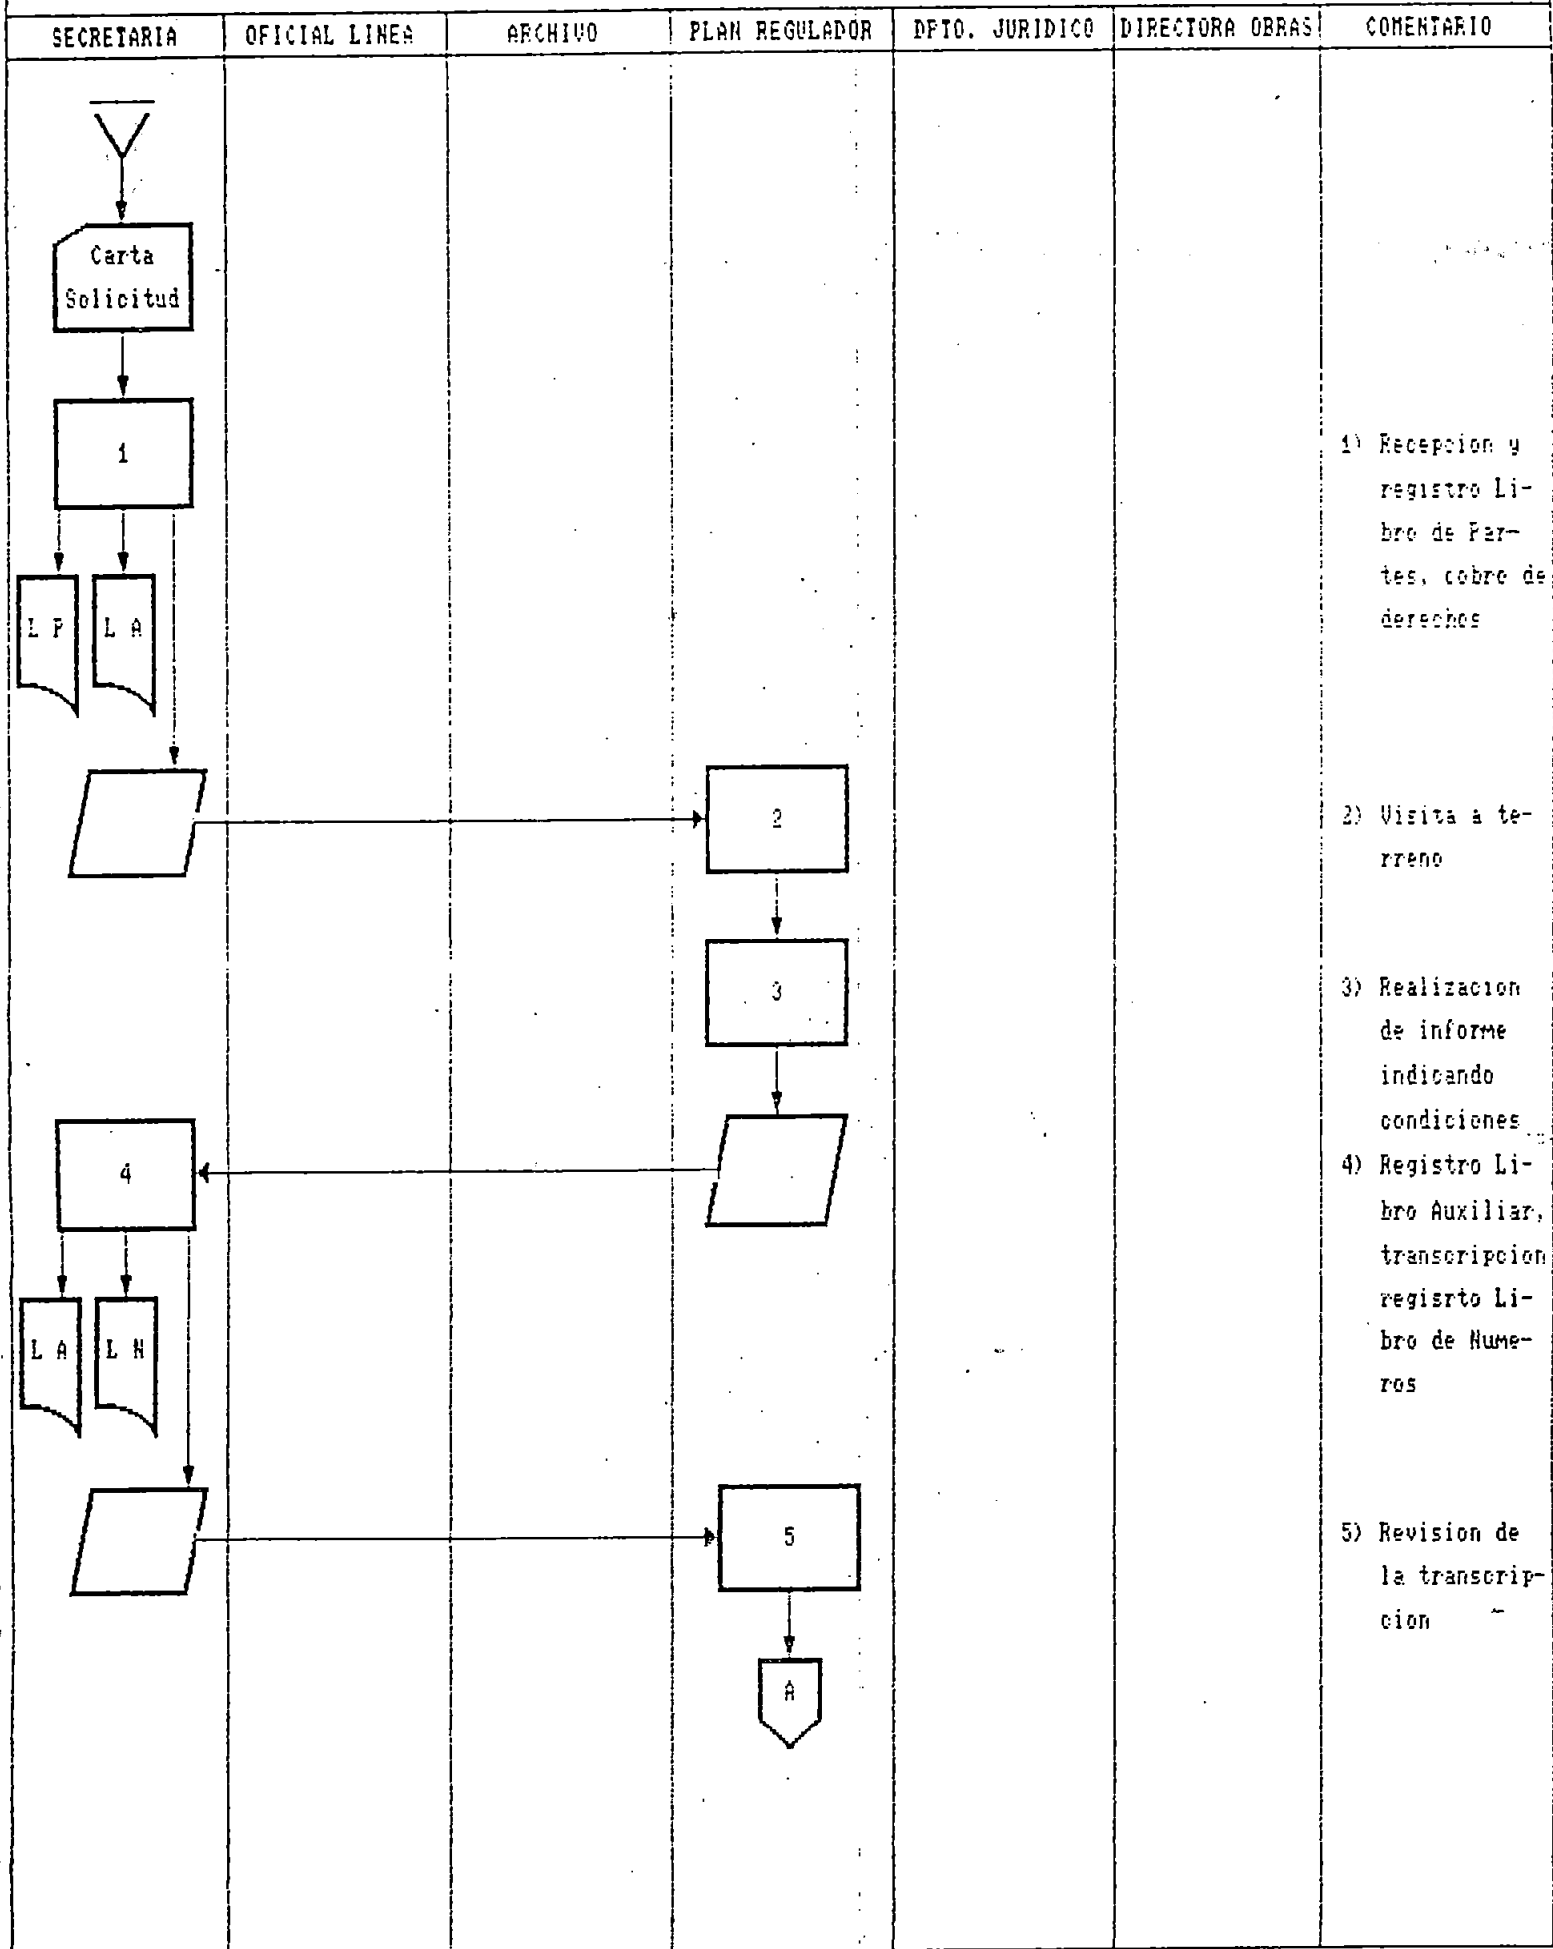 SECRETARIA OFICIAL LINEA ARCHIVO PLAN REGULADOR DPTO. JURIDICO DIRECTORA OBRAS COMENTARIO
Carta
Solicitud
1
1) Recepcion y
registro Li-
bro de Par-
tes, cobro de
derechos
L P L A
2
2) Visita a te-
rreno
3
3) Realizacion
de informe
indicando
condiciones
4
4) Registro Li-
bro Auxiliar,
transcripcion
regisrto Li-
bro de Nume-
ros
L A L N
5
5) Revision de
la transcrip-
cion
A